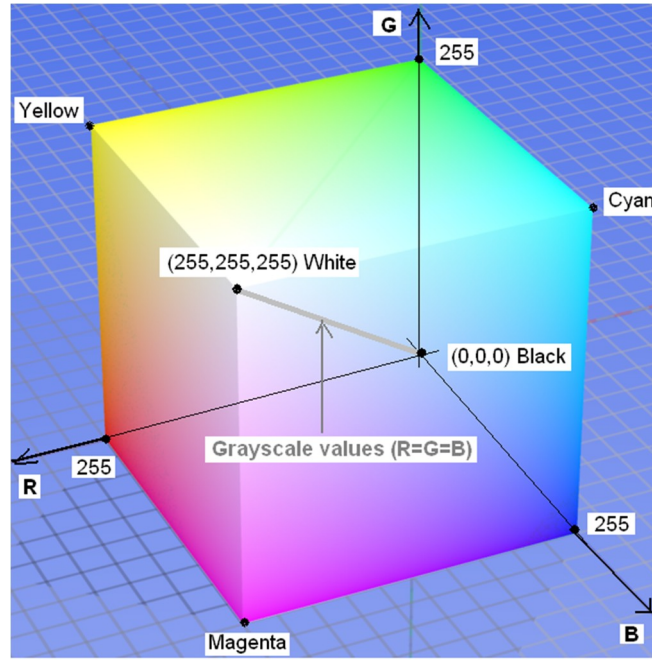 G
255
Yellow
Cyan
(255,255,255) White
(0,0,0) Black
Grayscale values (R=G=B)
255
R
255
B
Magenta